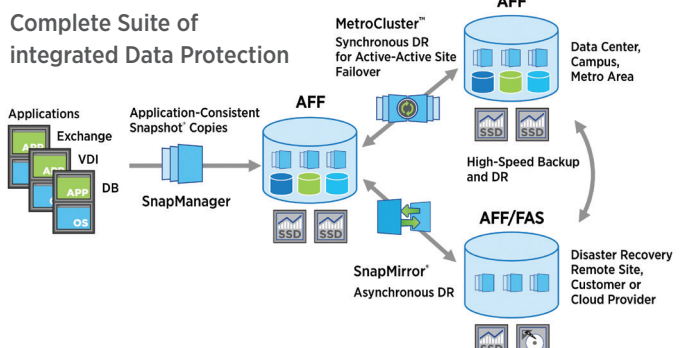 Complete Suite of
integrated Data Protection
Applications
APP
Exchange
APP
VDI
APP
DB
OS
Application-Consistent
Snapshot® Copies
SnapManager
AFF
SSD SSD
MetroCluster™
Synchronous DR
for Active-Active Site
Failover
AFF
Data Center,
Campus,
Metro Area
SSD SSD
High-Speed Backup
and DR
SnapMirror®
Asynchronous DR
AFF/FAS
Disaster Recovery
Remote Site,
Customer or
Cloud Provider
SSD